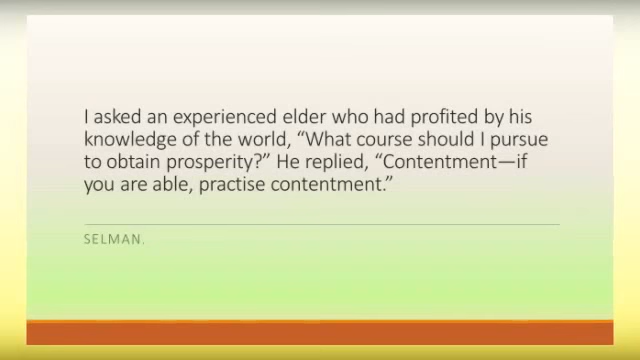 I asked an experienced elder who had profited by his
knowledge of the world, “What course should I pursue
to obtain prosperity?” He replied, “Contentment—if
you are able, practise contentment.”
SELMAN.